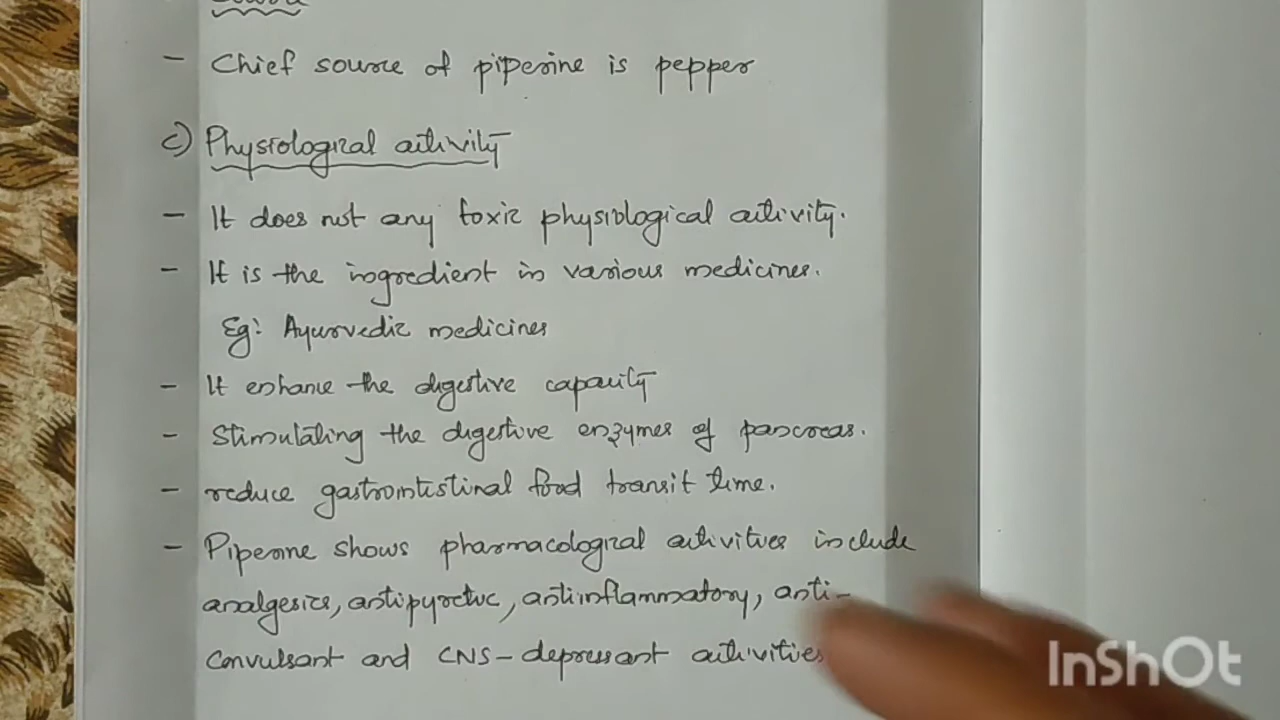 - Chief source of piperine is pepper
c) Physiological activity
- It does not any toxic physiological activity.
- It is the ingredient in various medicines.
Eg: Ayurvedic medicines
- It enhance the digestive capacity
- Stimulating the digestive enzymes of pancreas.
- reduce gastrointestinal food transit time.
- Piperine shows pharmacological activities include
analgesics, antipyretic, antiinflammatory, anti-
convulsant and CNS-depressant activities
InShOt